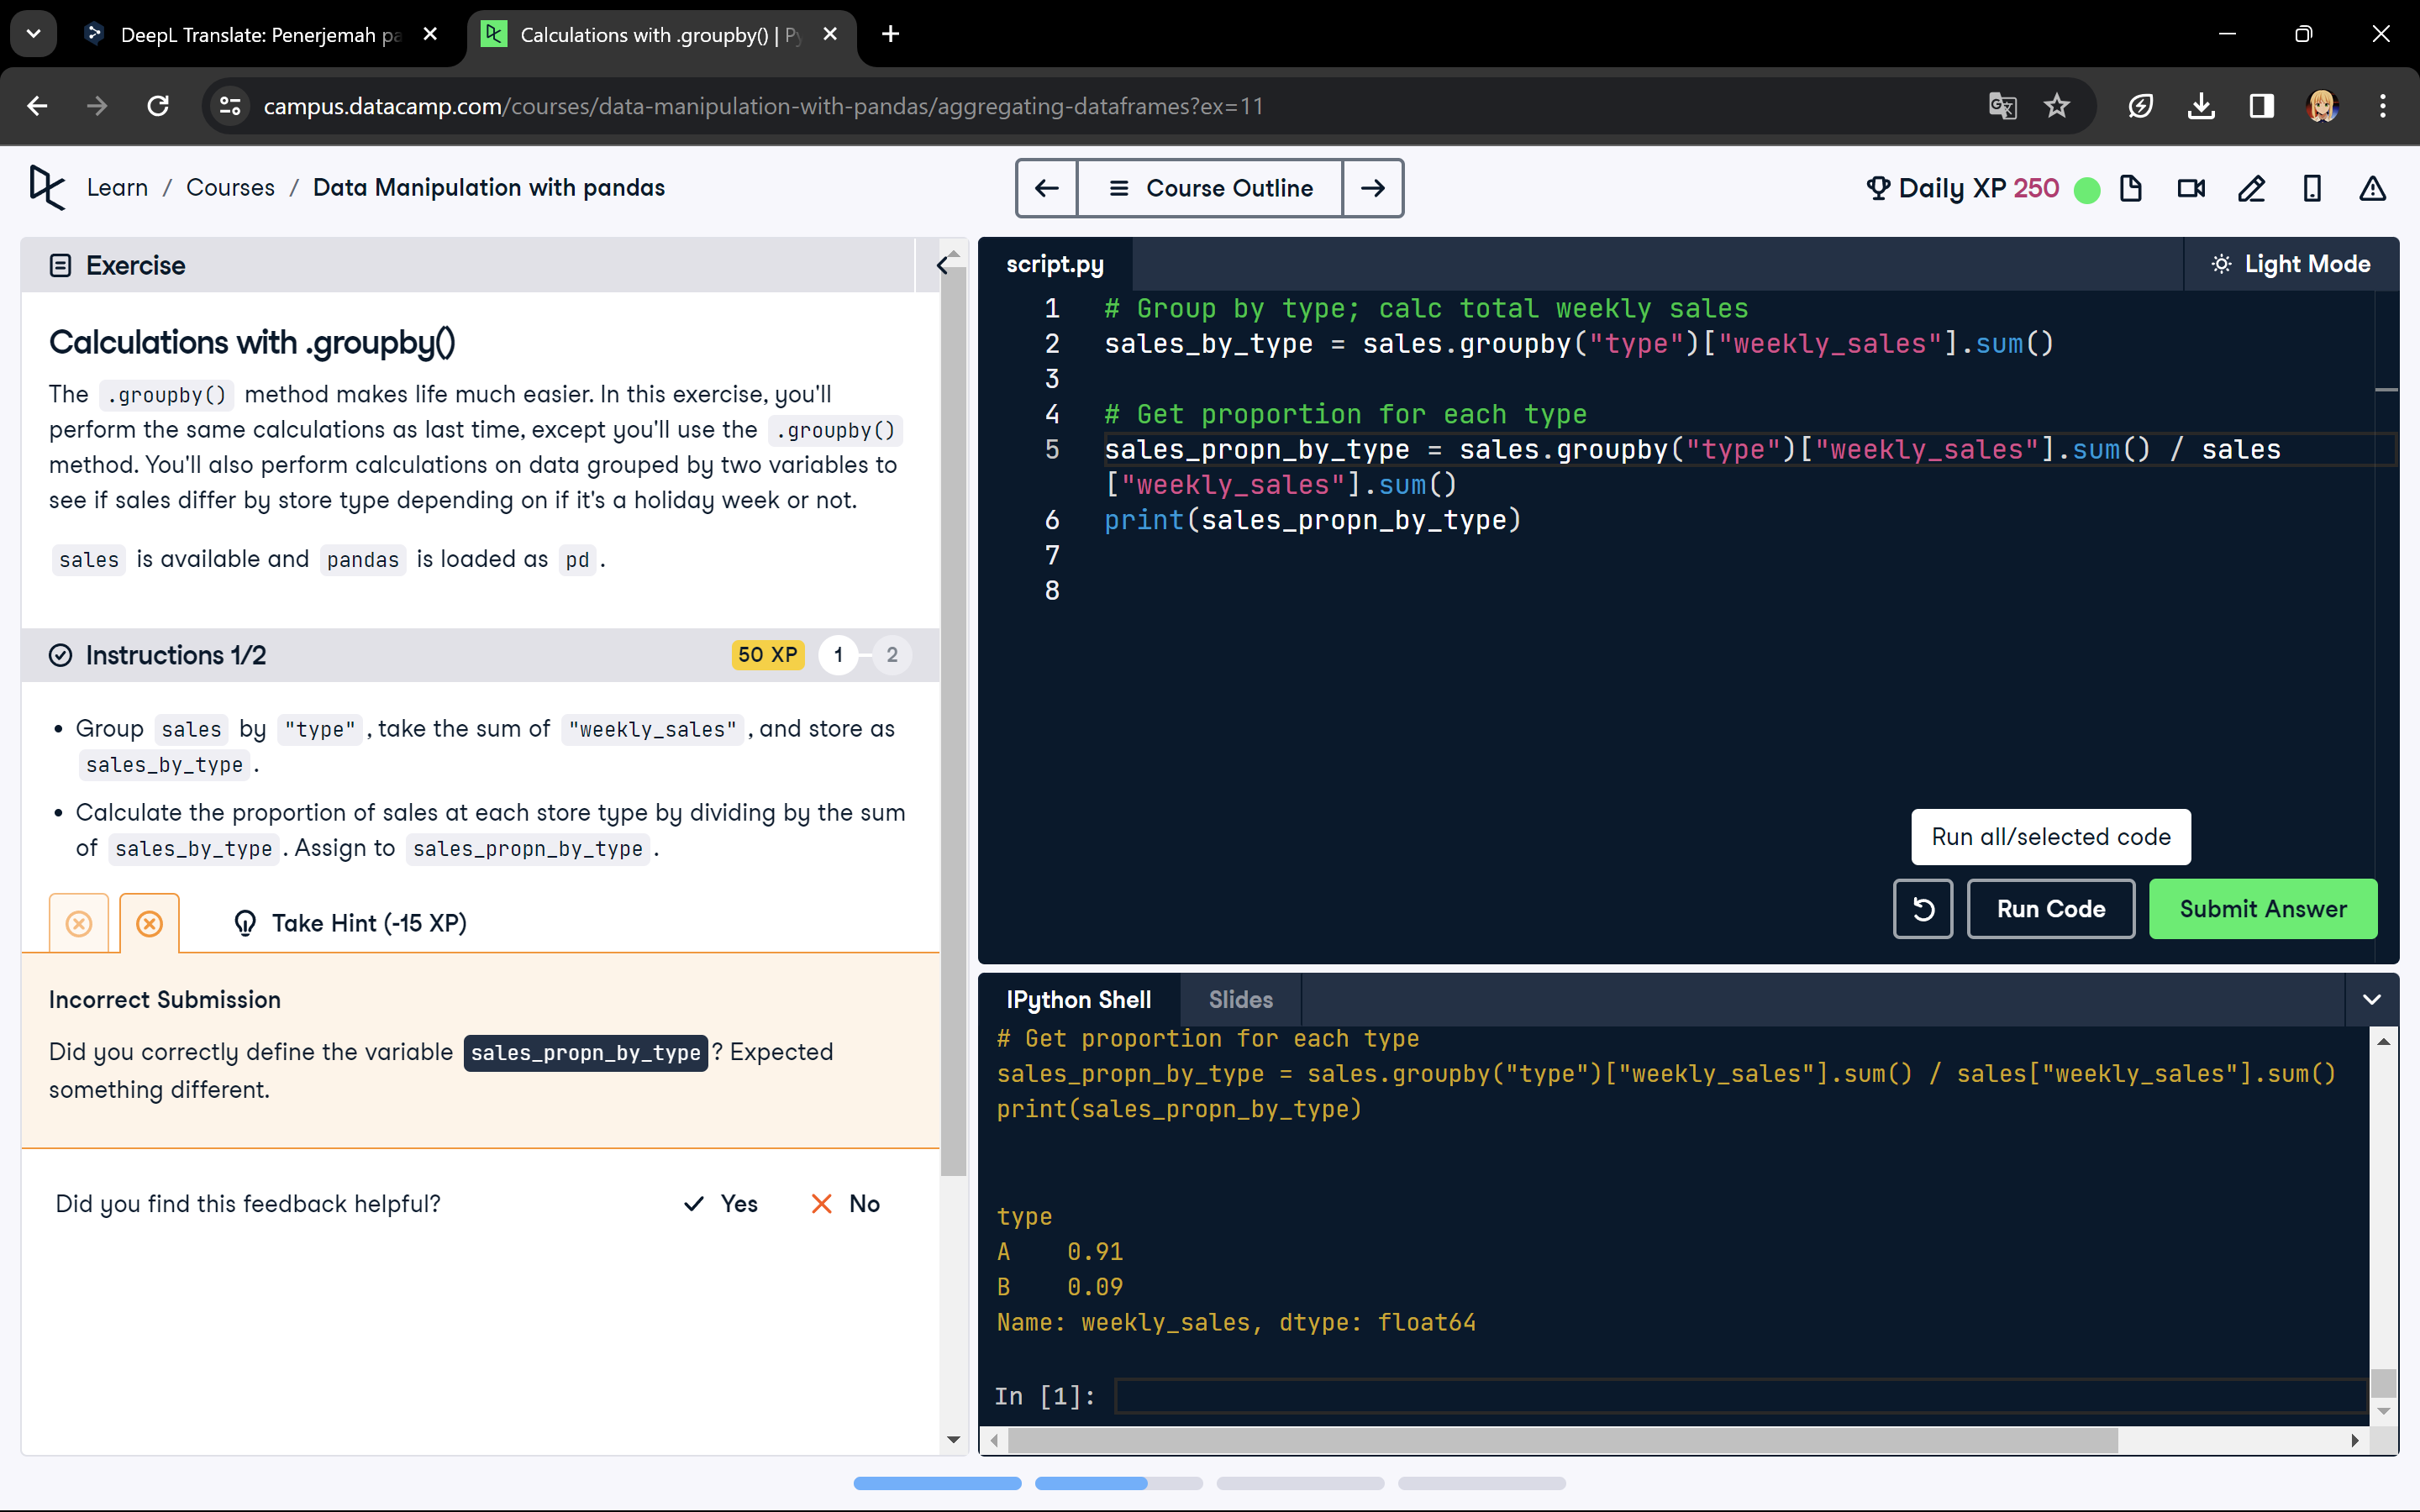 DeepL Translate: Penerjemah pa
Calculations with .groupby() | Py
campus.datacamp.com/courses/data-manipulation-with-pandas/aggregating-dataframes?ex=11
Learn / Courses / Data Manipulation with pandas
Course Outline
Daily XP 250
Exercise
Calculations with .groupby()
The .groupby() method makes life much easier. In this exercise, you'll
perform the same calculations as last time, except you'll use the .groupby()
method. You'll also perform calculations on data grouped by two variables to
see if sales differ by store type depending on if it's a holiday week or not.
sales is available and pandas is loaded as pd.
Instructions 1/2
50 XP
1
2
• Group sales by "type", take the sum of "weekly_sales", and store as
sales_by_type.
• Calculate the proportion of sales at each store type by dividing by the sum
of sales_by_type. Assign to sales_propn_by_type.
Take Hint (-15 XP)
Incorrect Submission
Did you correctly define the variable sales_propn_by_type? Expected
something different.
Did you find this feedback helpful?
Yes
No
script.py
Light Mode
1 # Group by type; calc total weekly sales
2 sales_by_type = sales.groupby("type")["weekly_sales"].sum()
3
4 # Get proportion for each type
5 sales_propn_by_type = sales.groupby("type")["weekly_sales"].sum() / sales
["weekly_sales"].sum()
6 print(sales_propn_by_type)
7
8
Run all/selected code
Run Code
Submit Answer
IPython Shell
Slides
# Get proportion for each type
sales_propn_by_type = sales.groupby("type")["weekly_sales"].sum() / sales["weekly_sales"].sum()
print(sales_propn_by_type)
type
A    0.91
B    0.09
Name: weekly_sales, dtype: float64
In [1]: